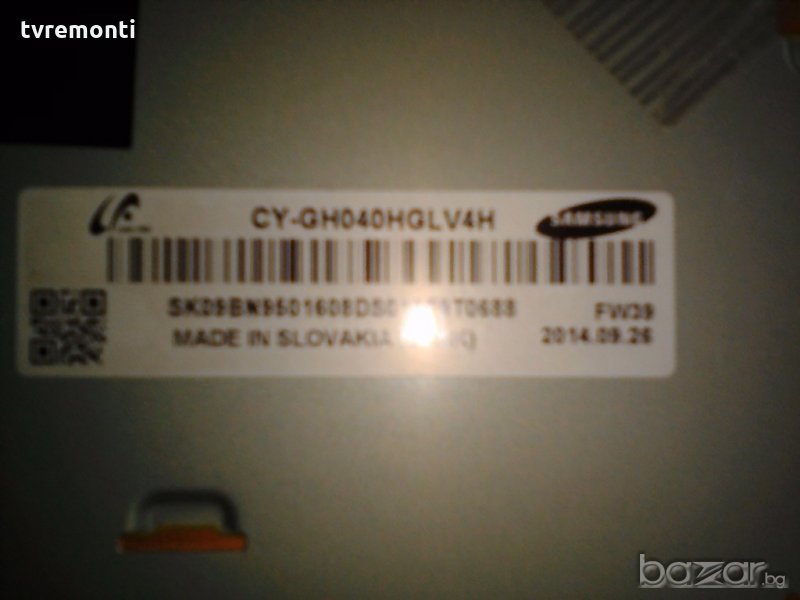 tvremonti
CY-GH040HGLV4H
SAMSUNG
FW39
MADE IN SLOVAKIA
2014.09.26
bazar.bg